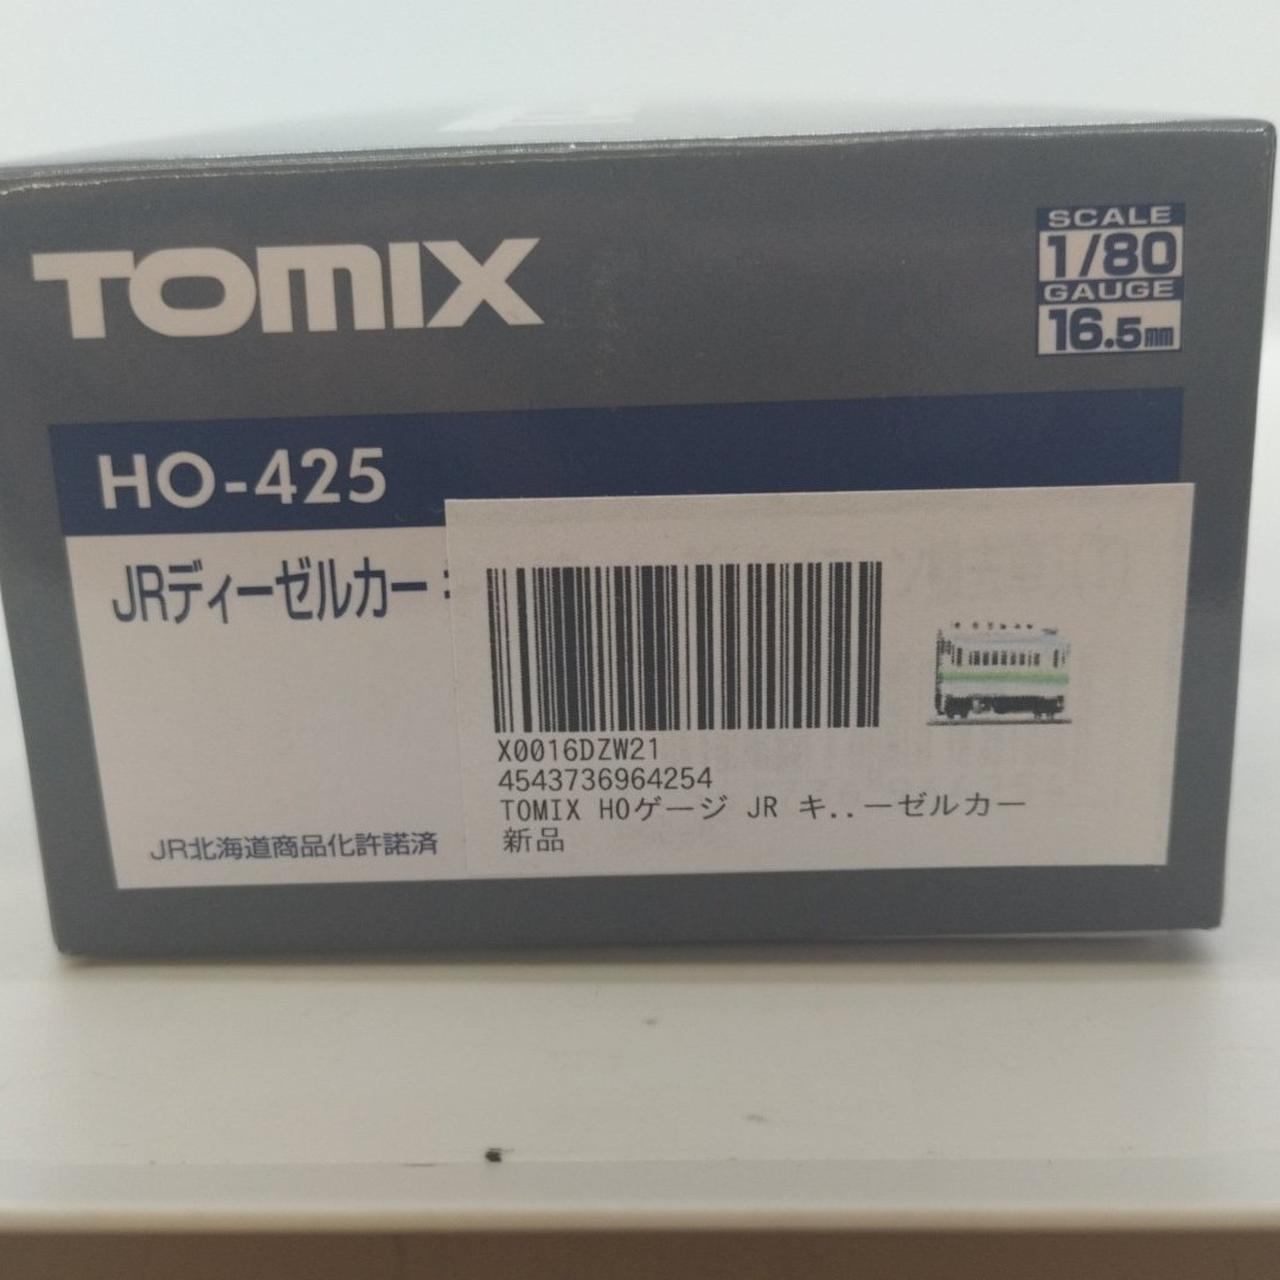 TOMIX
SCALE
1/80
GAUGE
16.5mm
HO-425
JRディーゼルカー
X0016DZW21
4543736964254
TOMIX HOゲージ JR キ..ーゼルカー
新品
JR北海道商品化許諾済